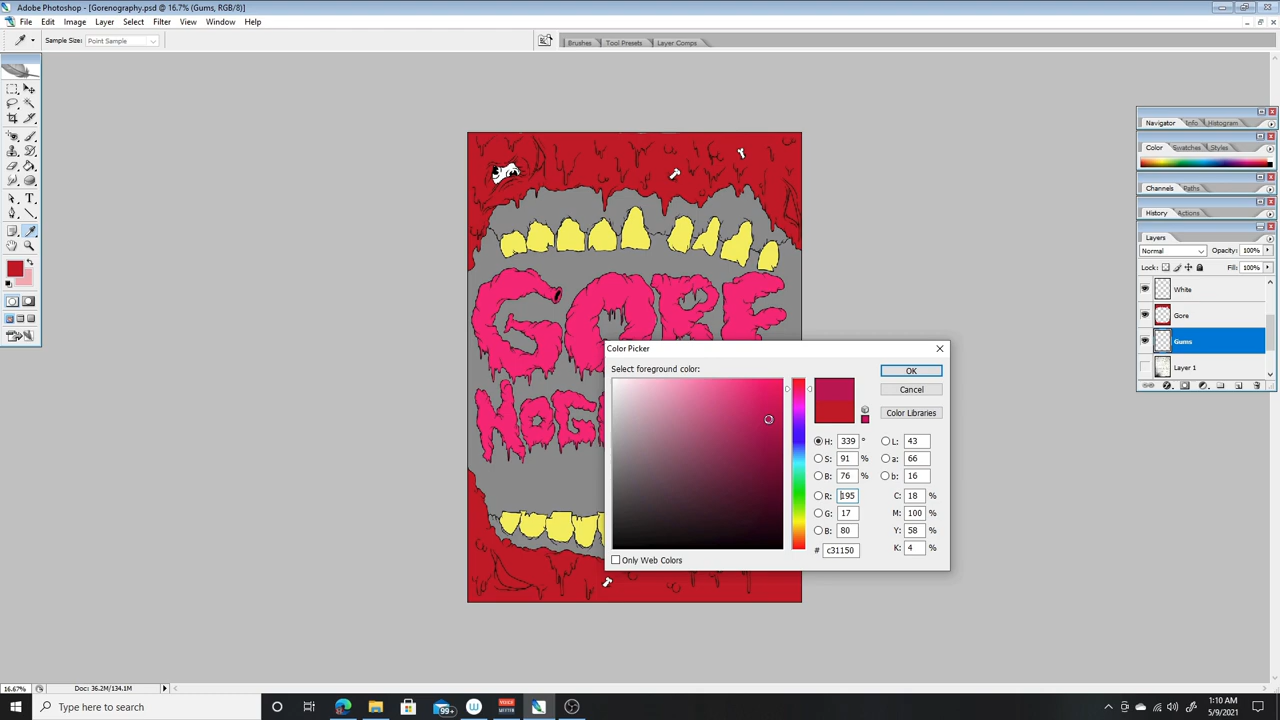 Adobe Photoshop - [Gorenography.psd @ 16.7% (Gums, RGB/8)]
File Edit Image Layer Select Filter View Window Help
Sample Size: Point Sample
Brushes Tool Presets Layer Comps
Navigator Info Histogram
Color Swatches Styles
Channels Paths
History Actions
Layers
Normal Opacity: 100%
Lock: Fill: 100%
White
Gore
Gums
Layer 1
GORE
Color Picker
Select foreground color:
OK
Cancel
Color Libraries
H: 339 ° L: 43
S: 91 % a: 66
B: 76 % b: 16
R: 195 C: 18 %
G: 17 M: 100 %
B: 80 Y: 58 %
# c31150 K: 4 %
Only Web Colors
16.67% Doc: 36.2M/134.1M
Type here to search
99+
VOICE
MEETER
1:10 AM
5/9/2021